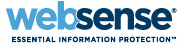 websense®
ESSENTIAL INFORMATION PROTECTION™